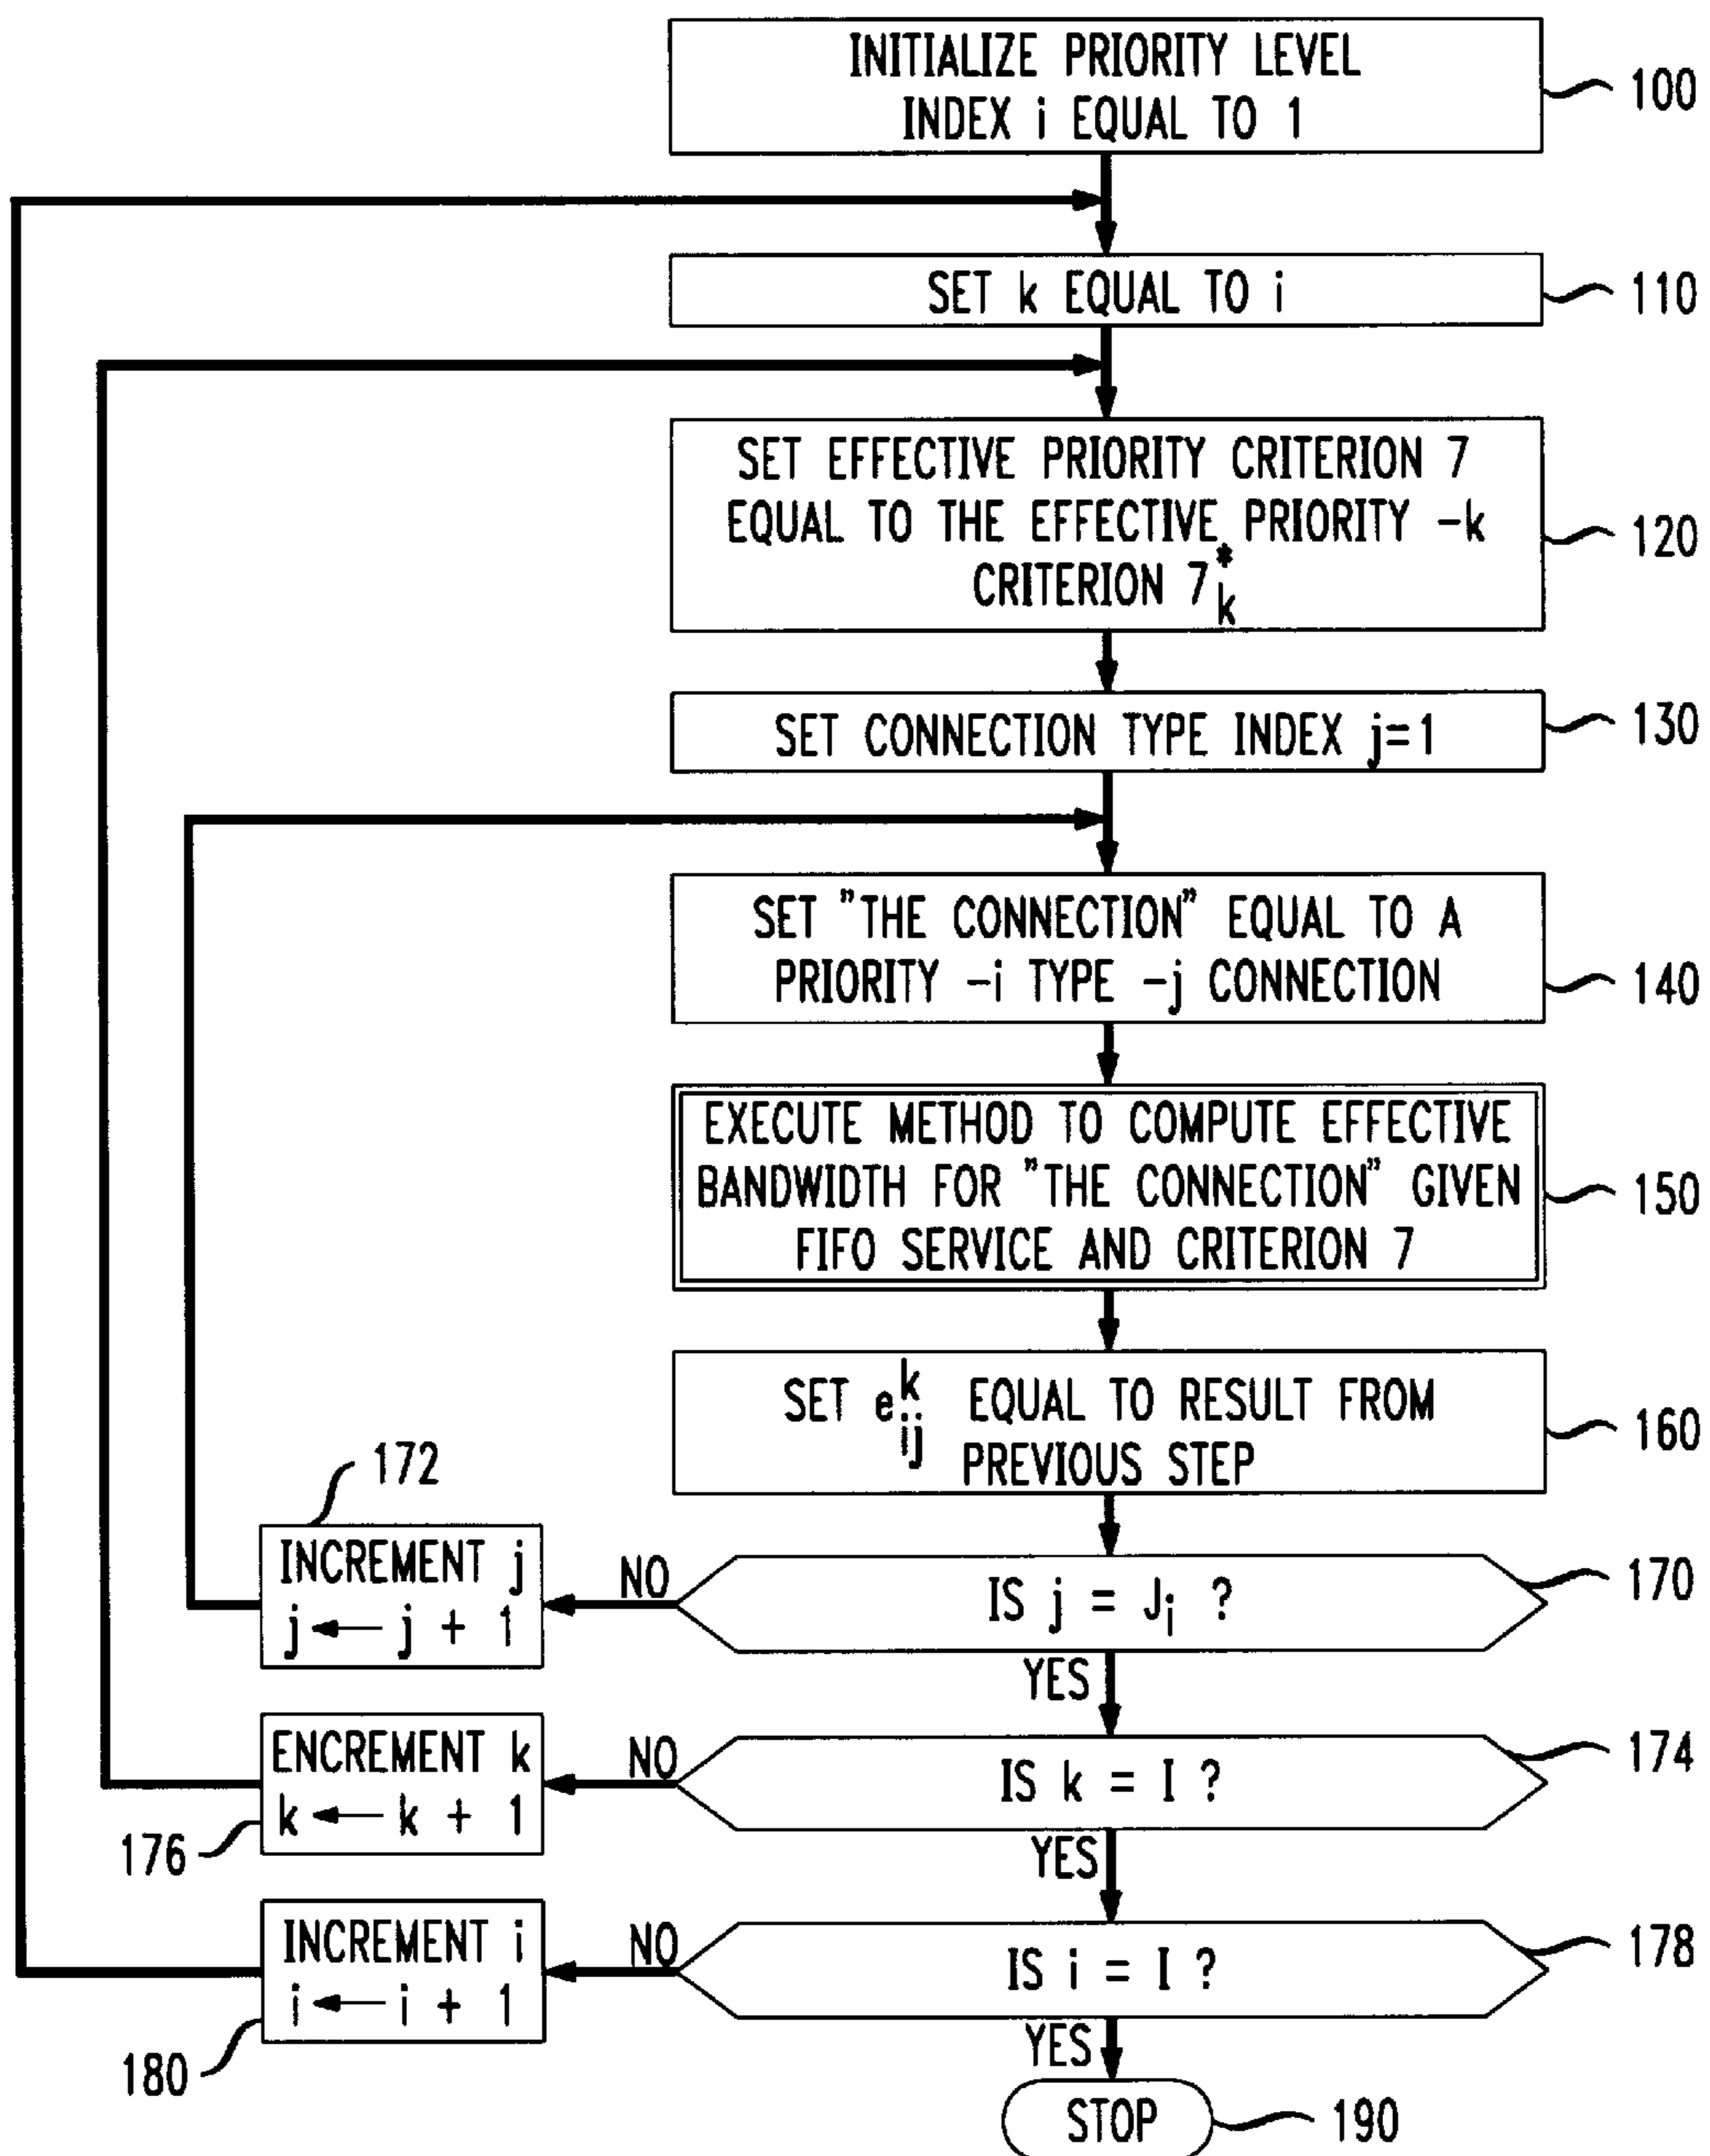 INITIALIZE PRIORITY LEVEL
INDEX i EQUAL TO 1
100
SET k EQUAL TO i
110
SET EFFECTIVE PRIORITY CRITERION 7
EQUAL TO THE EFFECTIVE PRIORITY -k
CRITERION 7*k
120
SET CONNECTION TYPE INDEX j=1
130
SET "THE CONNECTION" EQUAL TO A
PRIORITY -i TYPE -j CONNECTION
140
EXECUTE METHOD TO COMPUTE EFFECTIVE
BANDWIDTH FOR "THE CONNECTION" GIVEN
FIFO SERVICE AND CRITERION 7
150
SET e^k_ij EQUAL TO RESULT FROM
PREVIOUS STEP
160
172
INCREMENT j
j ← j + 1
NO
IS j = J_i ?
170
YES
ENCREMENT k
k ← k + 1
176
NO
IS k = I ?
174
YES
INCREMENT i
i ← i + 1
180
NO
IS i = I ?
178
YES
STOP
190